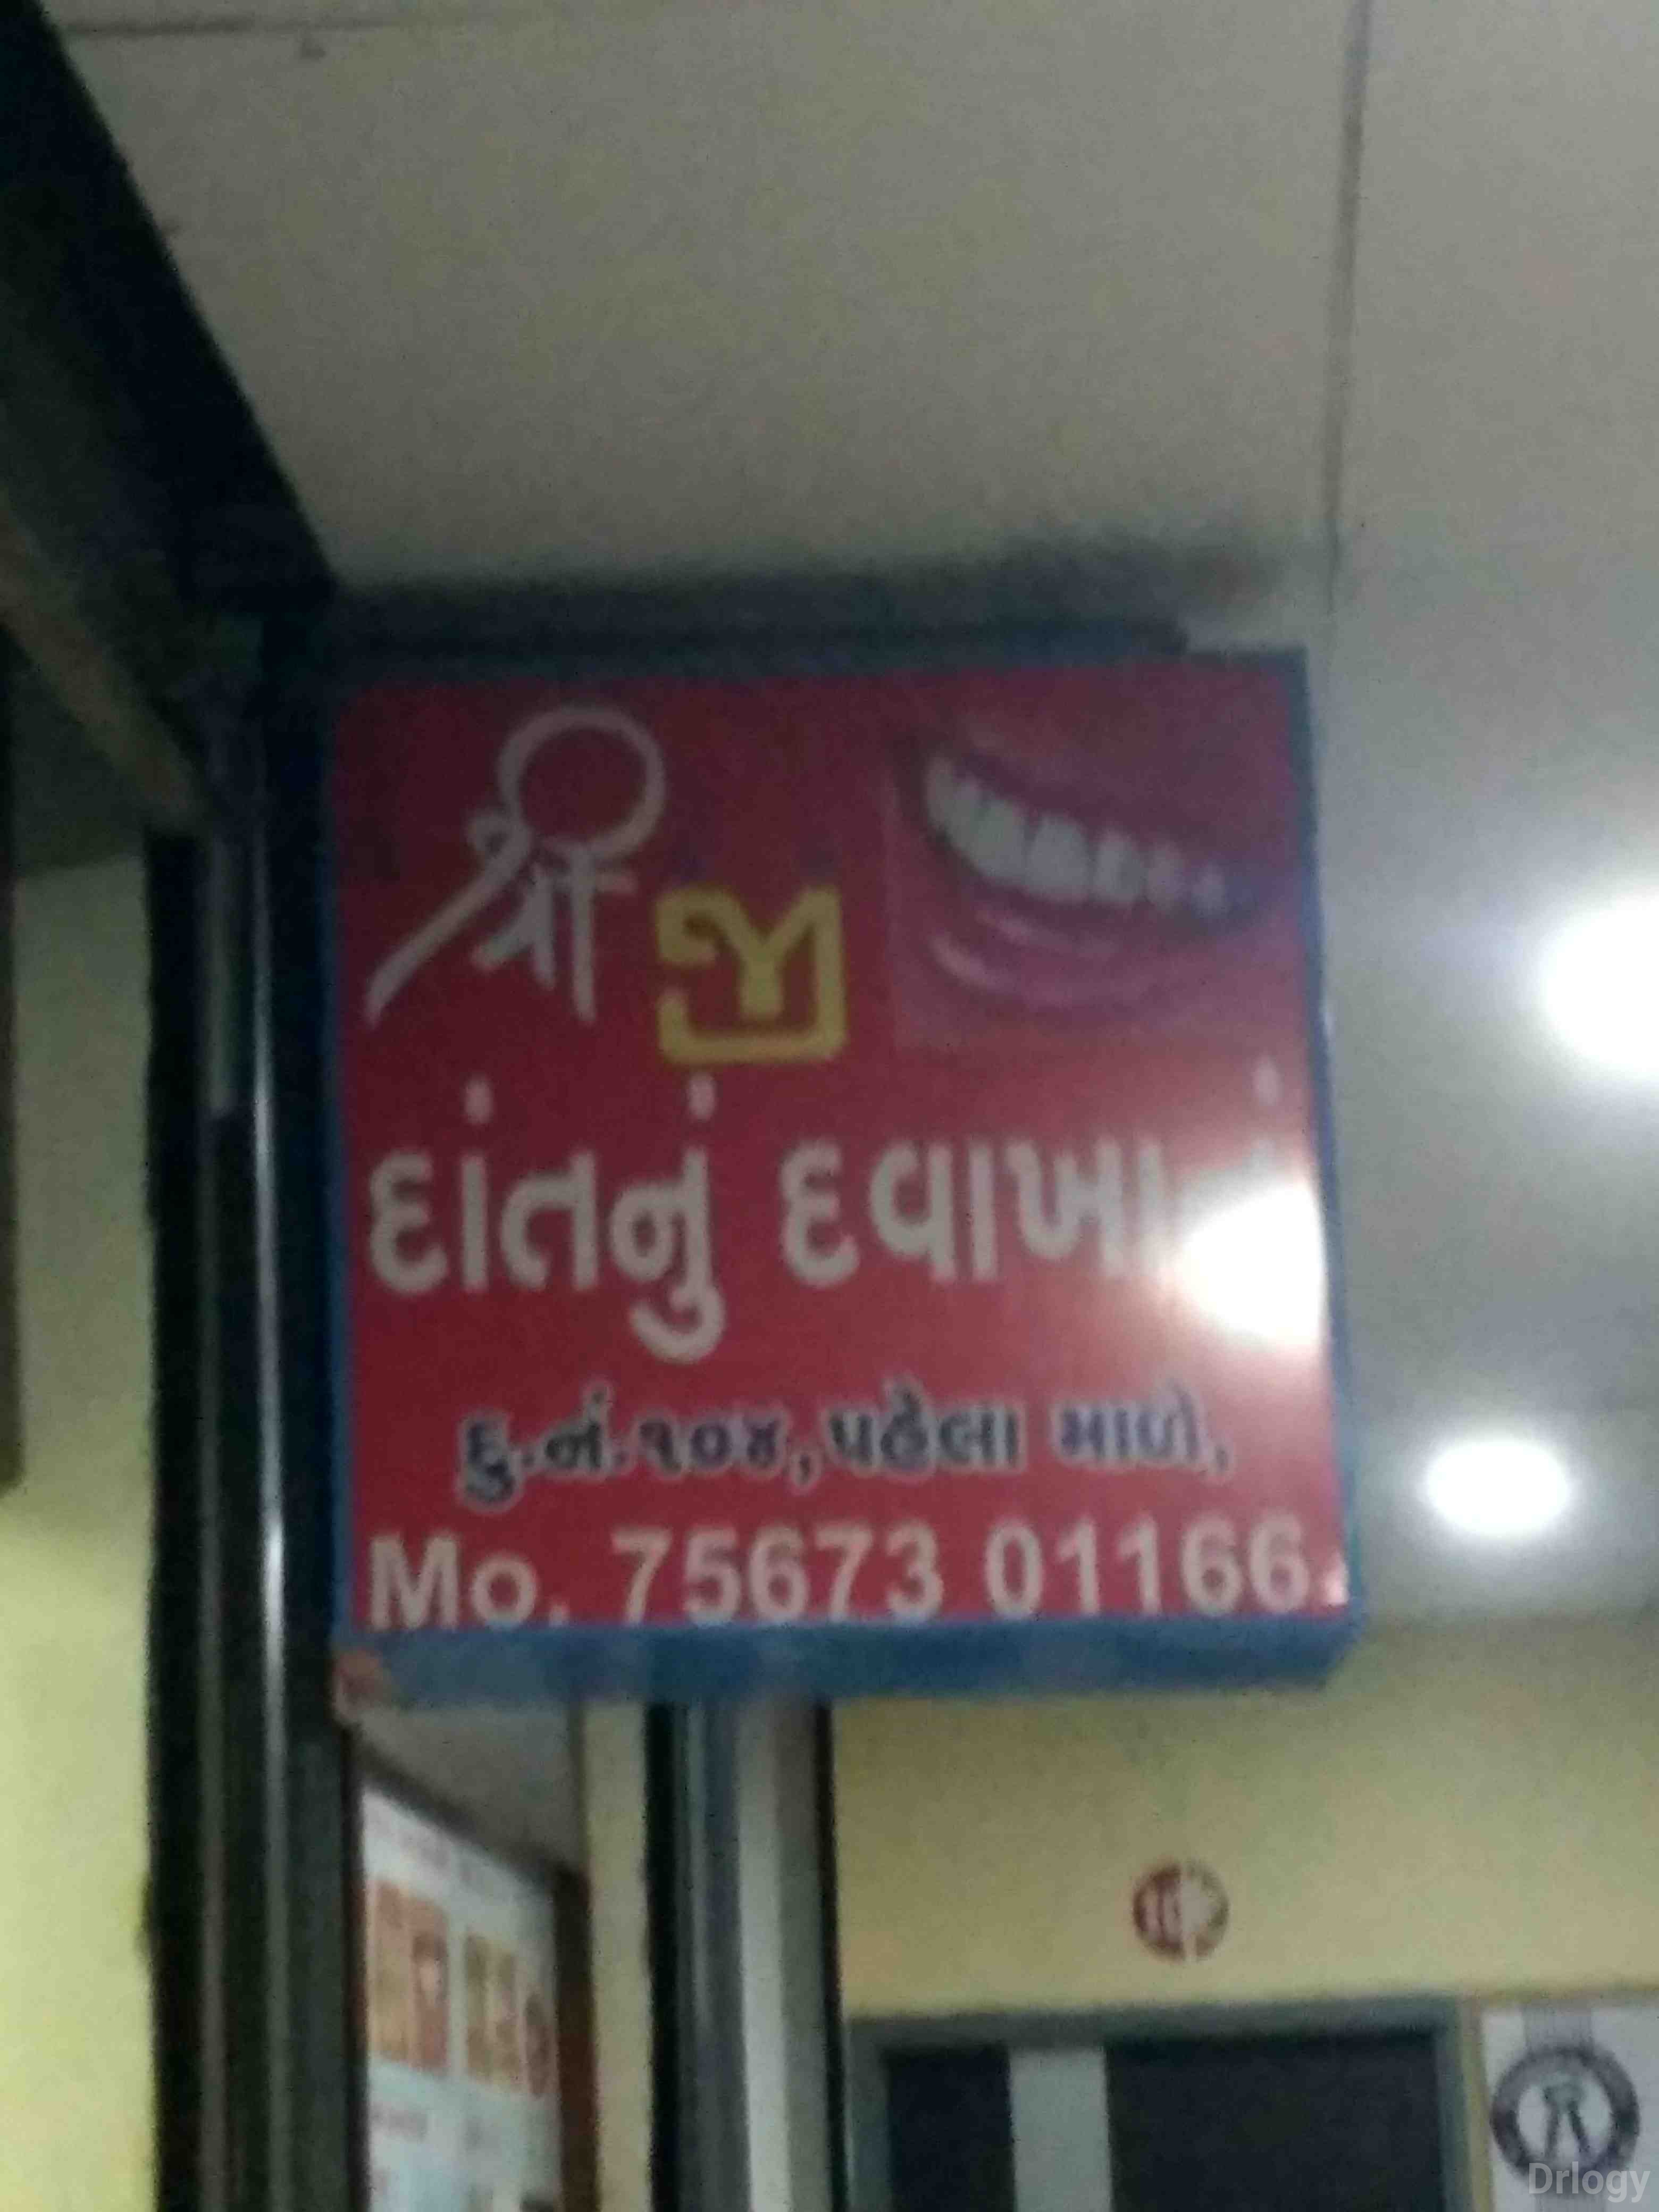 શ્રીજી
દાંતનું દવાખાનું
દુ.નં.૧૦૪,પહેલા માળે,
Mo. 75673 01166
Drlogy